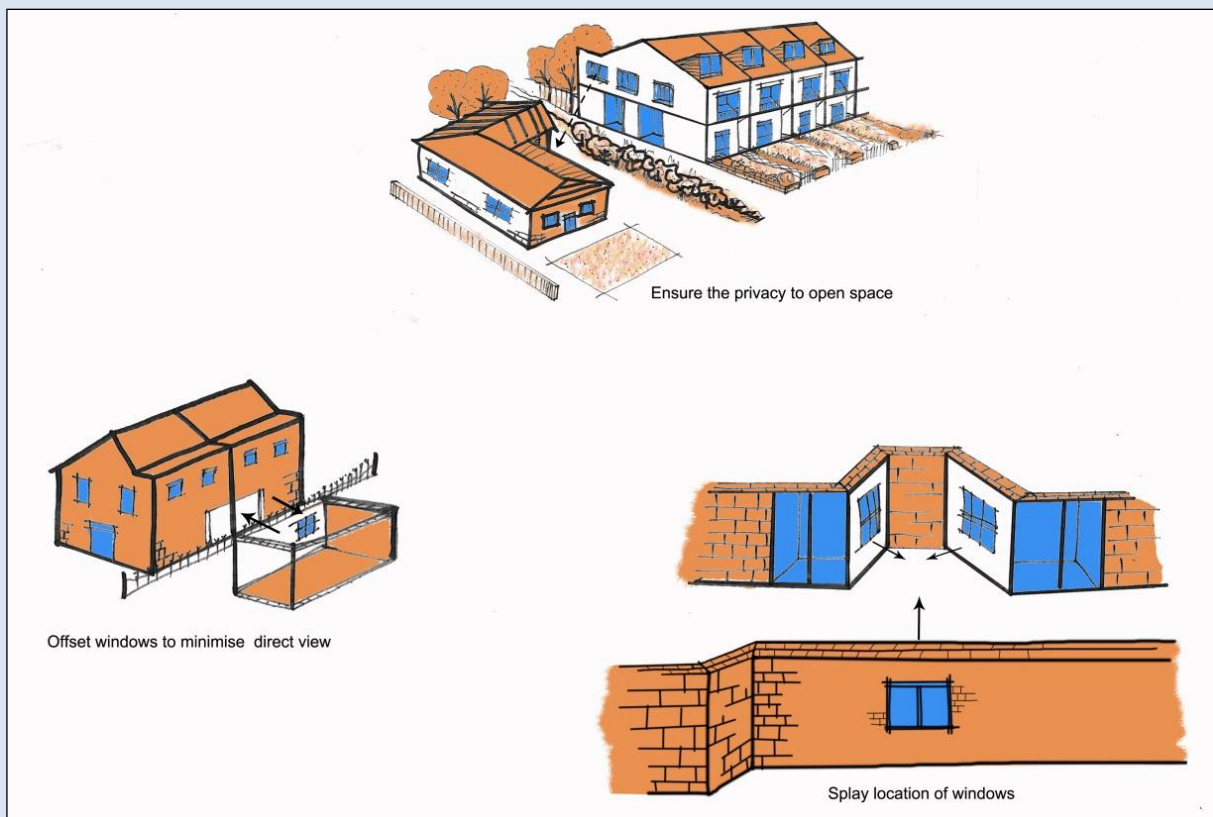 Ensure the privacy to open space
Offset windows to minimise direct view
Splay location of windows